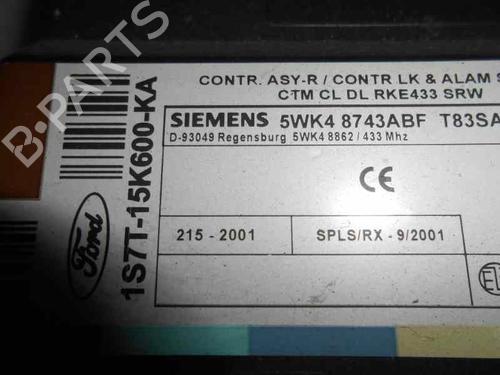 CONTR. ASY-R / CONTR LK & ALAM S
CTM CL DL RKE433 SRW
SIEMENS 5WK4 8743ABF T83SA
D-93049 Regensburg 5WK4 8862 / 433 Mhz
CE
215 - 2001
SPLS/RX - 9/2001
Ford
1S7T-15K600-KA
B-PARTS